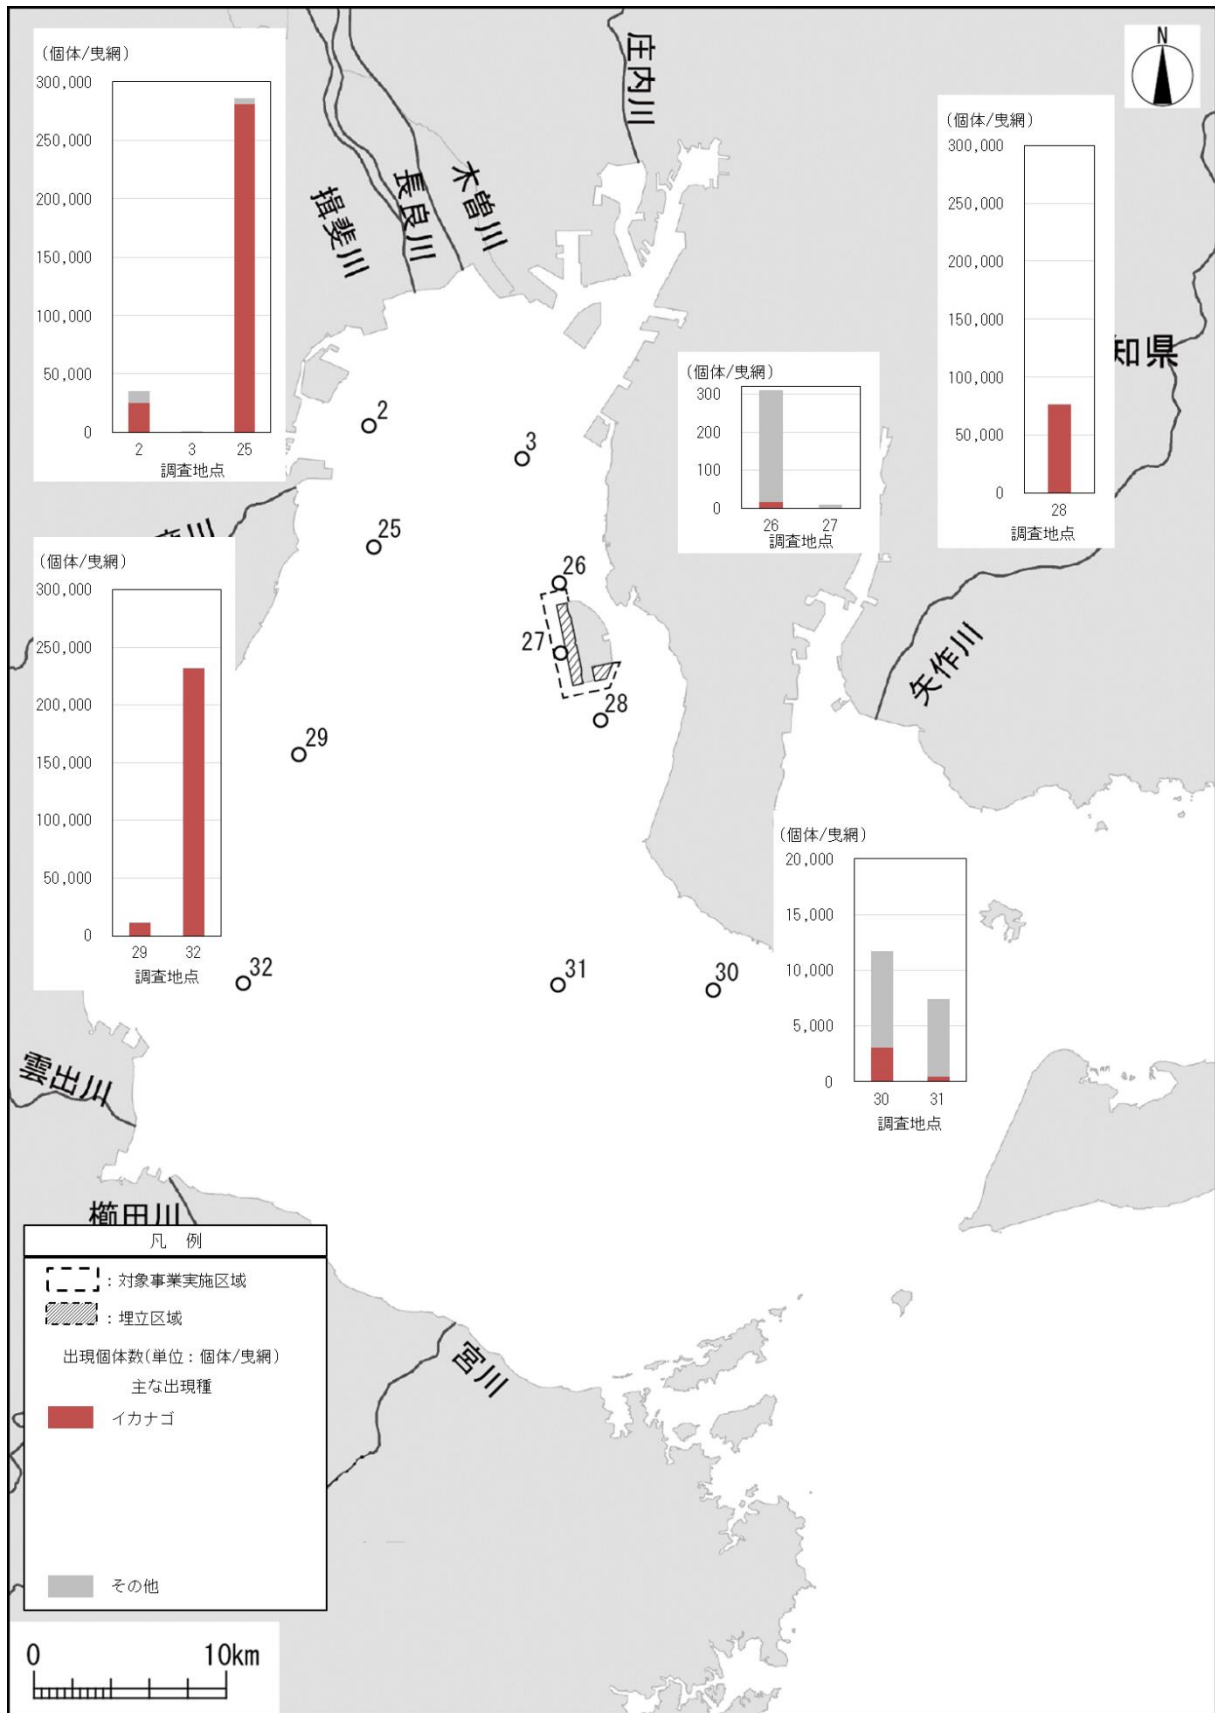 (個体/曳網)
300,000
250,000
200,000
150,000
100,000
50,000
0
2
3
25
調査地点
揖斐川
長良川
木曽川
庄内川
N
(個体/曳網)
300,000
250,000
200,000
150,000
100,000
50,000
0
28
調査地点
知県
(個体/曳網)
300
200
100
0
26
27
調査地点
2
3
25
26
27
28
29
30
31
32
矢作川
(個体/曳網)
300,000
250,000
200,000
150,000
100,000
50,000
0
29
32
調査地点
(個体/曳網)
20,000
15,000
10,000
5,000
0
30
31
調査地点
雲出川
櫛田川
宮川
凡 例
:対象事業実施区域
:埋立区域
出現個体数(単位:個体/曳網)
主な出現種
イカナゴ
その他
0
10km